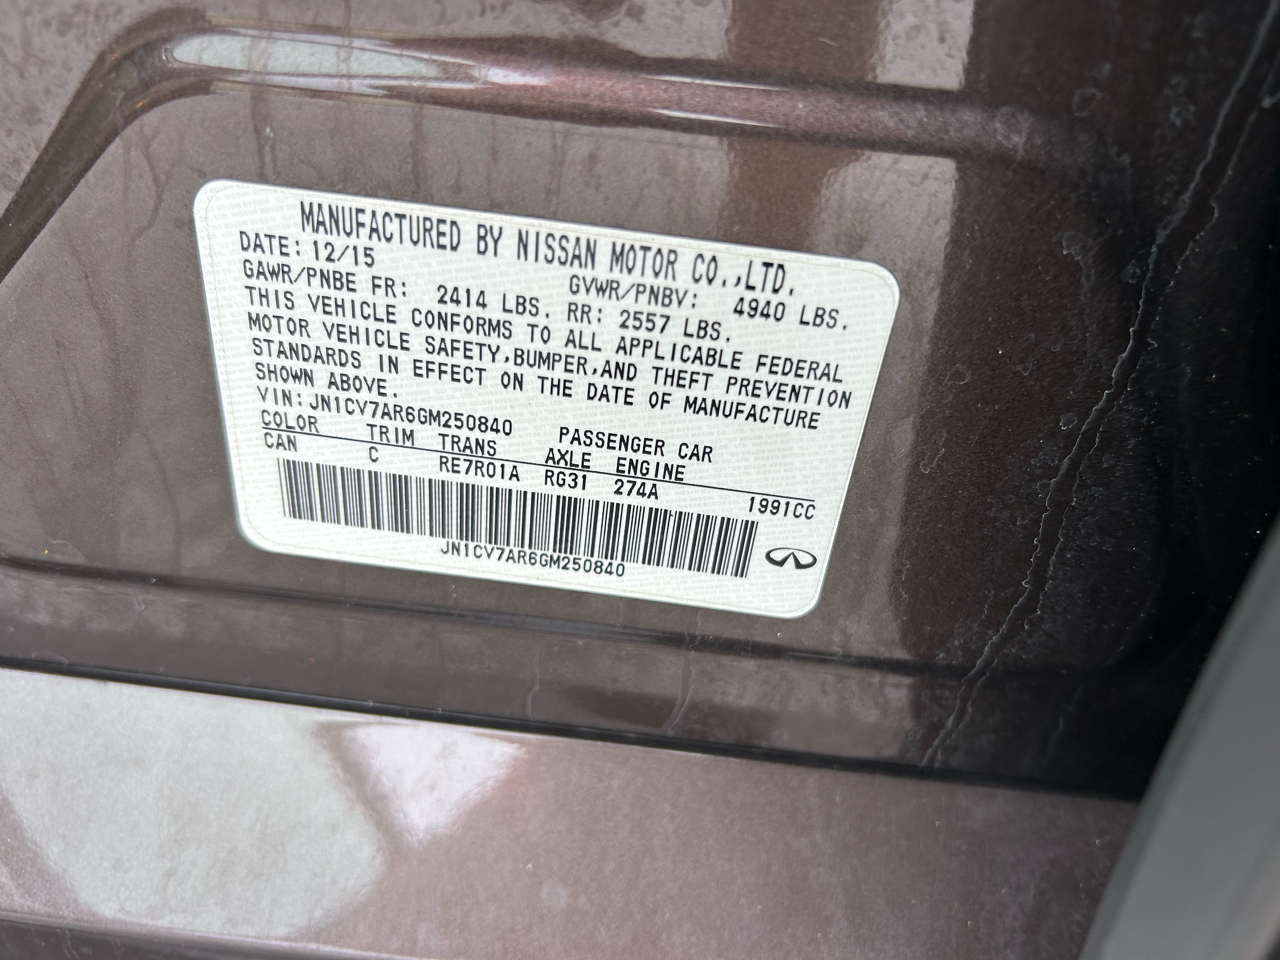 MANUFACTURED BY NISSAN MOTOR CO.,LTD.
DATE: 12/15 GVWR/PNBV: 4940 LBS.
GAWR/PNBE FR: 2414 LBS. RR: 2557 LBS.
THIS VEHICLE CONFORMS TO ALL APPLICABLE FEDERAL
MOTOR VEHICLE SAFETY,BUMPER,AND THEFT PREVENTION
STANDARDS IN EFFECT ON THE DATE OF MANUFACTURE
SHOWN ABOVE.
VIN:JN1CV7AR6GM250840 PASSENGER CAR
COLOR TRIM TRANS AXLE ENGINE
CAN C RE7R01A RG31 274A 1991CC
JN1CV7AR6GM250840